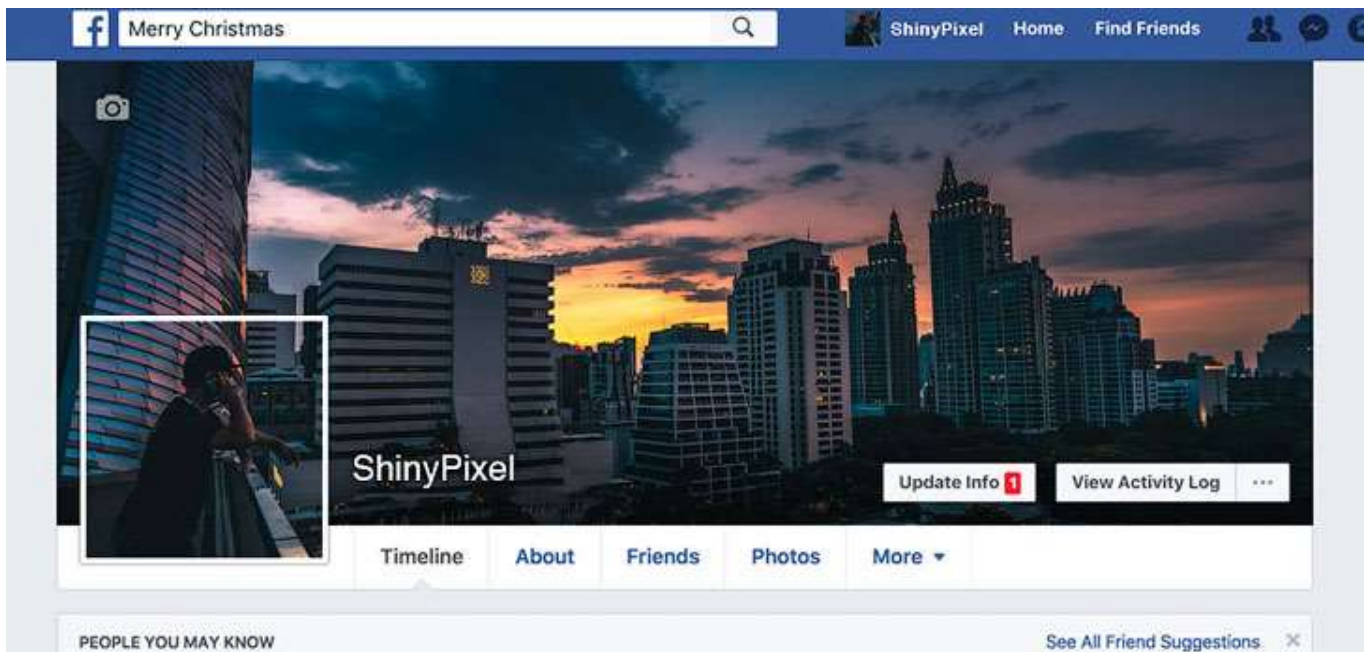 f Merry Christmas ShinyPixel Home Find Friends
ShinyPixel
Update Info 1 View Activity Log ...
Timeline About Friends Photos More
PEOPLE YOU MAY KNOW See All Friend Suggestions